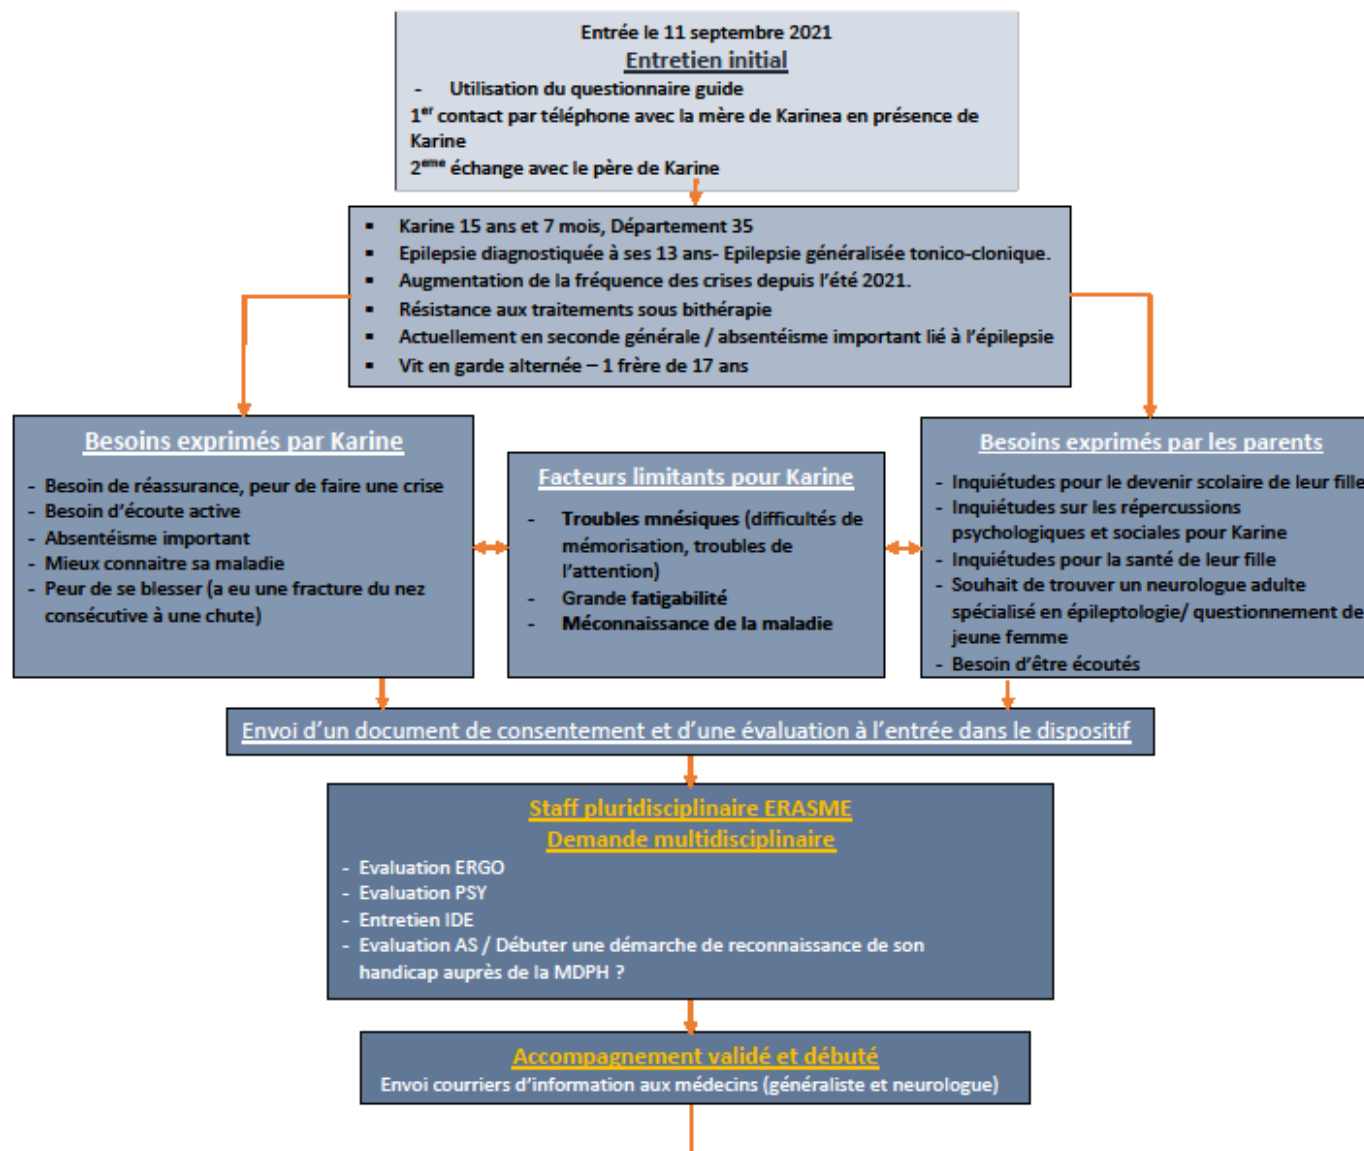 Entrée le 11 septembre 2021
Entretien initial
- Utilisation du questionnaire guide
1er contact par téléphone avec la mère de Karinea en présence de
Karine
2eme échange avec le père de Karine
▪ Karine 15 ans et 7 mois, Département 35
▪ Epilepsie diagnostiquée à ses 13 ans- Epilepsie généralisée tonico-clonique.
▪ Augmentation de la fréquence des crises depuis l'été 2021.
▪ Résistance aux traitements sous bithérapie
▪ Actuellement en seconde générale / absentéisme important lié à l'épilepsie
▪ Vit en garde alternée – 1 frère de 17 ans
Besoins exprimés par Karine
- Besoin de réassurance, peur de faire une crise
- Besoin d'écoute active
- Absentéisme important
- Mieux connaitre sa maladie
- Peur de se blesser (a eu une fracture du nez
consécutive à une chute)
Facteurs limitants pour Karine
- Troubles mnésiques (difficultés de
mémorisation, troubles de
l'attention)
- Grande fatigabilité
- Méconnaissance de la maladie
Besoins exprimés par les parents
- Inquiétudes pour le devenir scolaire de leur fille
- Inquiétudes sur les répercussions
psychologiques et sociales pour Karine
- Inquiétudes pour la santé de leur fille
- Souhait de trouver un neurologue adulte
spécialisé en épileptologie/ questionnement de
jeune femme
- Besoin d'être écoutés
Envoi d'un document de consentement et d'une évaluation à l'entrée dans le dispositif
Staff pluridisciplinaire ERASME
Demande multidisciplinaire
- Evaluation ERGO
- Evaluation PSY
- Entretien IDE
- Evaluation AS / Débuter une démarche de reconnaissance de son
handicap auprès de la MDPH ?
Accompagnement validé et débuté
Envoi courriers d'information aux médecins (généraliste et neurologue)